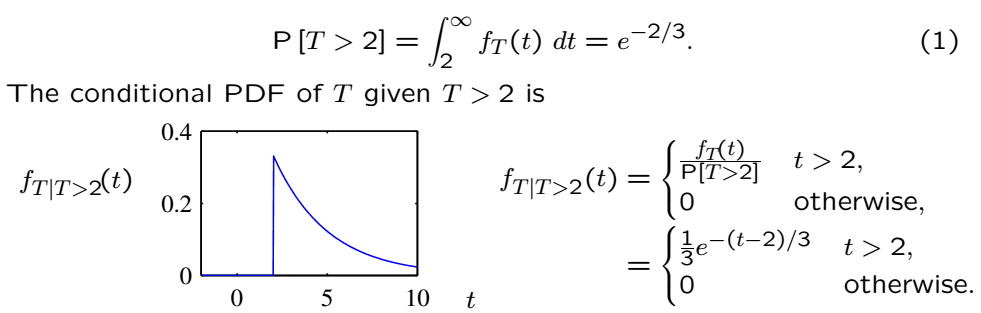 P [T > 2] = ∫₂^∞ f_T(t) dt = e^{−2/3}. (1)
The conditional PDF of T given T > 2 is
f_{T|T>2}(t)
0.4
0.2
0
0 5 10 t
f_{T|T>2}(t) = { f_T(t)/P[T>2] t > 2,
0 otherwise,
= { 1/3 e^{−(t−2)/3} t > 2,
0 otherwise.